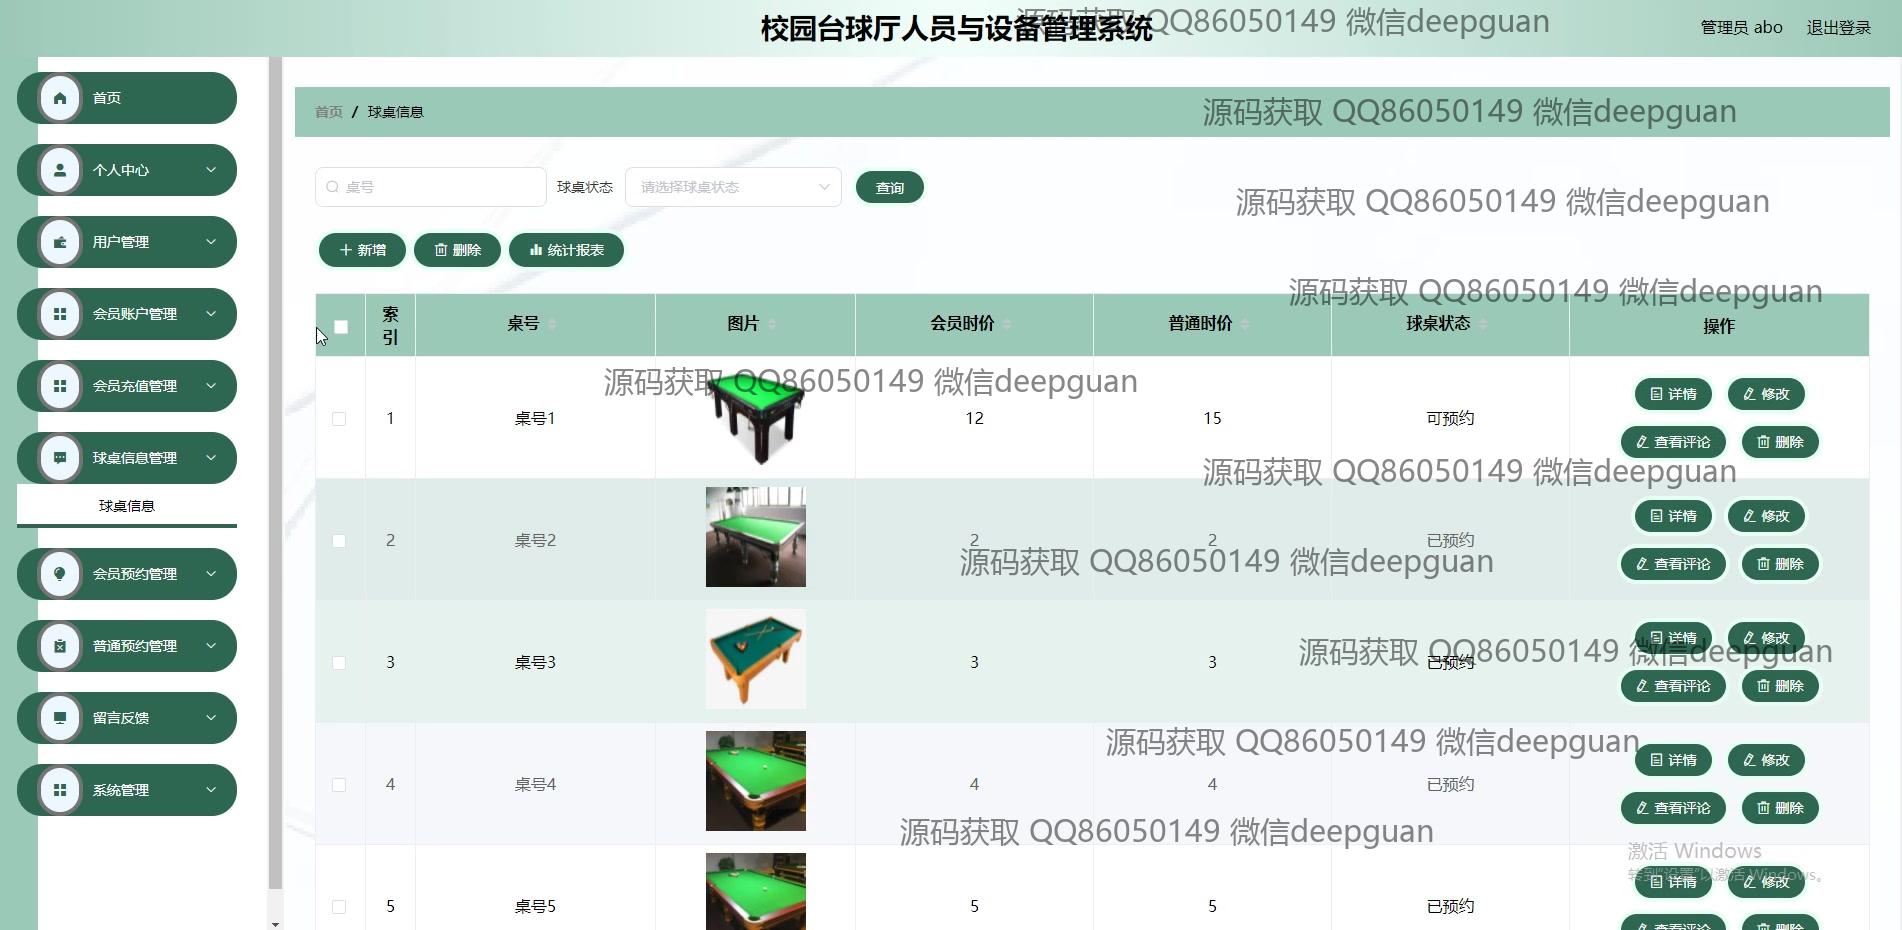 校园台球厅人员与设备管理系统
源码获取 QQ86050149 微信deepguan
管理员 abo
退出登录
首页
个人中心
用户管理
会员账户管理
会员充值管理
球桌信息管理
球桌信息
会员预约管理
普通预约管理
留言反馈
系统管理
首页 / 球桌信息
源码获取 QQ86050149 微信deepguan
桌号 球桌状态 请选择球桌状态 查询
源码获取 QQ86050149 微信deepguan
新增 删除 统计报表
源码获取 QQ86050149 微信deepguan
索引 桌号 图片 会员时价 普通时价 球桌状态 操作
源码获取 QQ86050149 微信deepguan
详情 修改
1 桌号1 12 15 可预约
查看评论 删除
源码获取 QQ86050149 微信deepguan
详情 修改
2 桌号2 2 2 已预约
源码获取 QQ86050149 微信deepguan
查看评论 删除
详情 修改
源码获取 QQ86050149 微信deepguan
3 桌号3 3 3 已预约
查看评论 删除
源码获取 QQ86050149 微信deepguan
详情 修改
4 桌号4 4 4 已预约
查看评论 删除
源码获取 QQ86050149 微信deepguan
激活 Windows
转到"设置"以激活 Windows。
详情 修改
5 桌号5 5 5 已预约
查看评论 删除